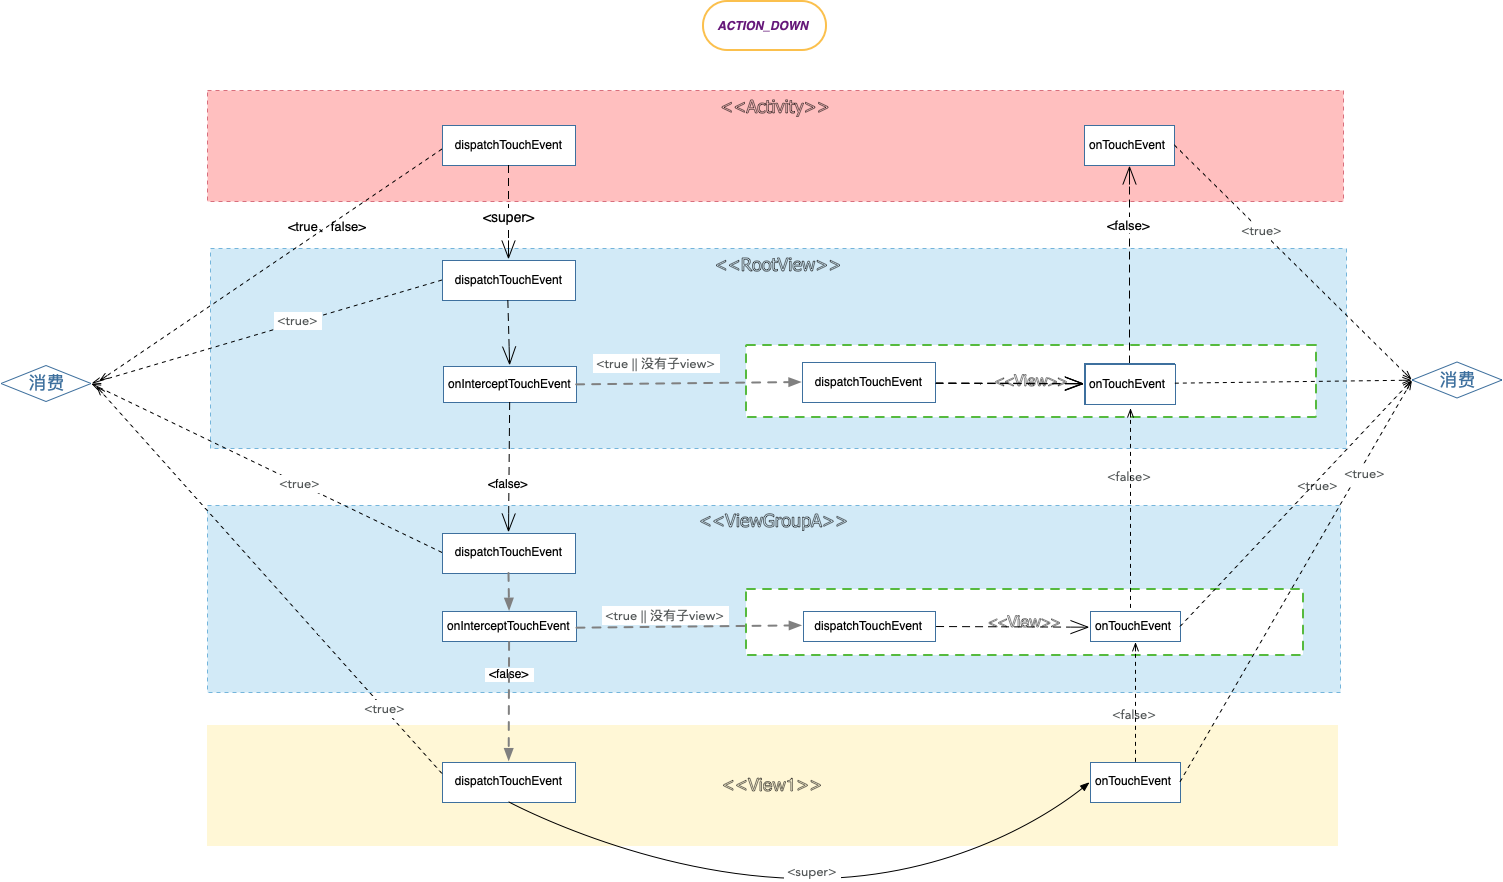 ACTION_DOWN
<<Activity>>
dispatchTouchEvent
onTouchEvent
<super>
<true, false>
<false>
<true>
<<RootView>>
dispatchTouchEvent
<true>
<true || 没有子view>
消费
onInterceptTouchEvent
dispatchTouchEvent
<<View>>
onTouchEvent
消费
<true>
<false>
<false>
<true>
<true>
<<ViewGroupA>>
dispatchTouchEvent
<true || 没有子view>
onInterceptTouchEvent
dispatchTouchEvent
<<View>>
onTouchEvent
<false>
<true>
<false>
dispatchTouchEvent
<<View1>>
onTouchEvent
<super>